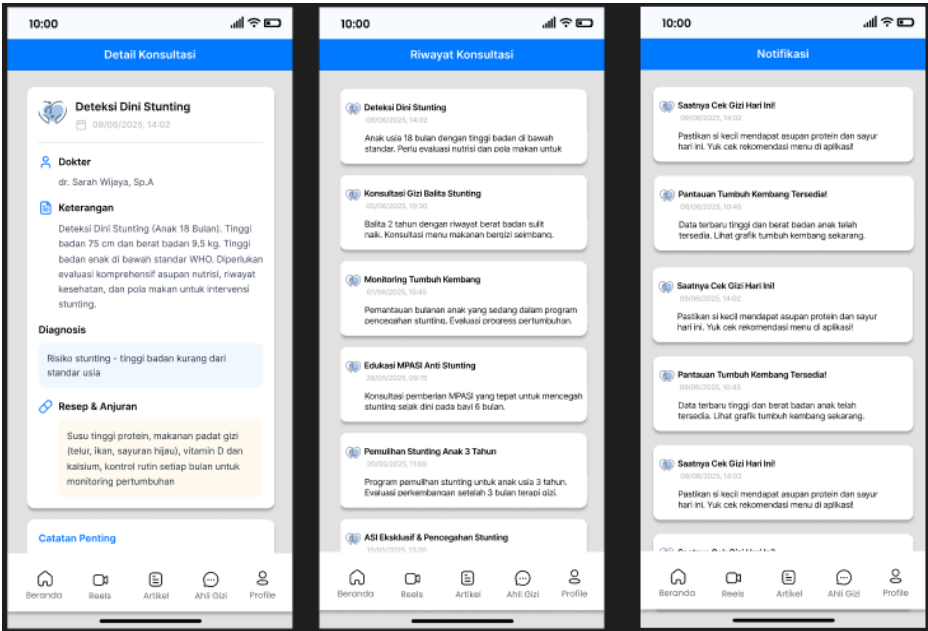 10:00
Detail Konsultasi
Deteksi Dini Stunting
09/06/2025, 14:02
Dokter
dr. Sarah Wijaya, Sp.A
Keterangan
Deteksi Dini Stunting (Anak 18 Bulan). Tinggi
badan 75 cm dan berat badan 9.5 kg. Tinggi
badan anak di bawah standar WHO. Diperlukan
evaluasi komprehensif asupan nutrisi, riwayat
kesehatan, dan pola makan untuk intervensi
stunting.
Diagnosis
Risiko stunting - tinggi badan kurang dari
standar usia
Resep & Anjuran
Susu tinggi protein, makanan padat gizi
(telur, ikan, sayuran hijau), vitamin D dan
kalsium, kontrol rutin setiap bulan untuk
monitoring pertumbuhan
Catatan Penting
Beranda
Reels
Artikel
Ahli Gizi
Profile
10:00
Riwayat Konsultasi
Deteksi Dini Stunting
09/06/2025, 14:02
Anak usia 18 bulan dengan tinggi badan di bawah
standar. Perlu evaluasi nutrisi dan pola makan untuk
Konsultasi Gizi Balita Stunting
05/06/2025, 10:30
Balita 2 tahun dengan riwayat berat badan sulit
naik. Konsultasi menu makanan bergizi seimbang.
Monitoring Tumbuh Kembang
01/06/2025, 15:45
Pemantauan bulanan anak yang sedang dalam program
pencegahan stunting. Evaluasi progress pertumbuhan.
Edukasi MPASI Anti Stunting
28/05/2025, 09:15
Konsultasi pemberian MPASI yang tepat untuk mencegah
stunting sejak dini pada bayi 6 bulan.
Pemulihan Stunting Anak 3 Tahun
20/05/2025, 11:00
Program pemulihan stunting untuk anak usia 3 tahun.
Evaluasi perkembangan setelah 3 bulan terapi gizi.
ASI Eksklusif & Pencegahan Stunting
15/05/2025, 13:20
Beranda
Reels
Artikel
Ahli Gizi
Profile
10:00
Notifikasi
Saatnya Cek Gizi Hari Ini!
09/06/2025, 14:02
Pastikan si kecil mendapat asupan protein dan sayur
hari ini. Yuk cek rekomendasi menu di aplikasi!
Pantauan Tumbuh Kembang Tersedia!
09/06/2025, 10:45
Data terbaru tinggi dan berat badan anak telah
tersedia. Lihat grafik tumbuh kembang sekarang.
Saatnya Cek Gizi Hari Ini!
09/06/2025, 14:02
Pastikan si kecil mendapat asupan protein dan sayur
hari ini. Yuk cek rekomendasi menu di aplikasi!
Pantauan Tumbuh Kembang Tersedia!
09/06/2025, 10:45
Data terbaru tinggi dan berat badan anak telah
tersedia. Lihat grafik tumbuh kembang sekarang.
Saatnya Cek Gizi Hari Ini!
09/06/2025, 14:02
Pastikan si kecil mendapat asupan protein dan sayur
hari ini. Yuk cek rekomendasi menu di aplikasi!
Beranda
Reels
Artikel
Ahli Gizi
Profile